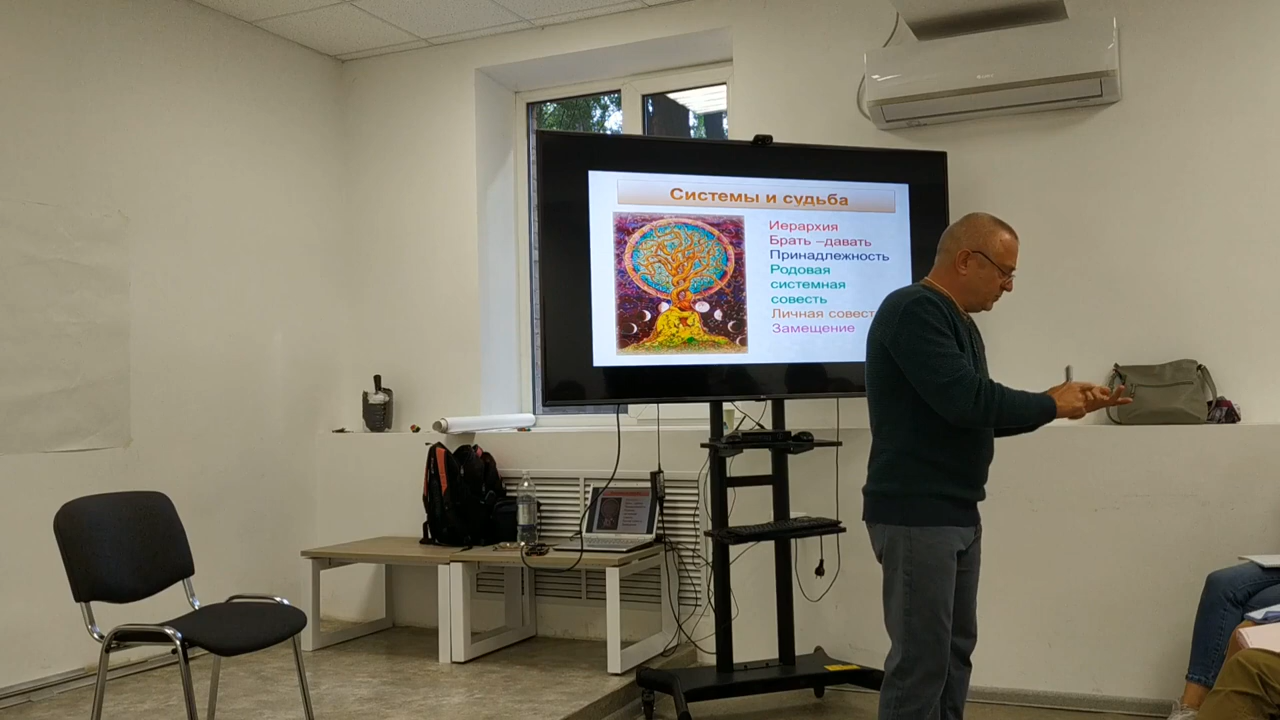 Системы и судьба
Иерархия
Брать –давать
Принадлежность
Родовая
системная
совесть
Личная совест
Замещение